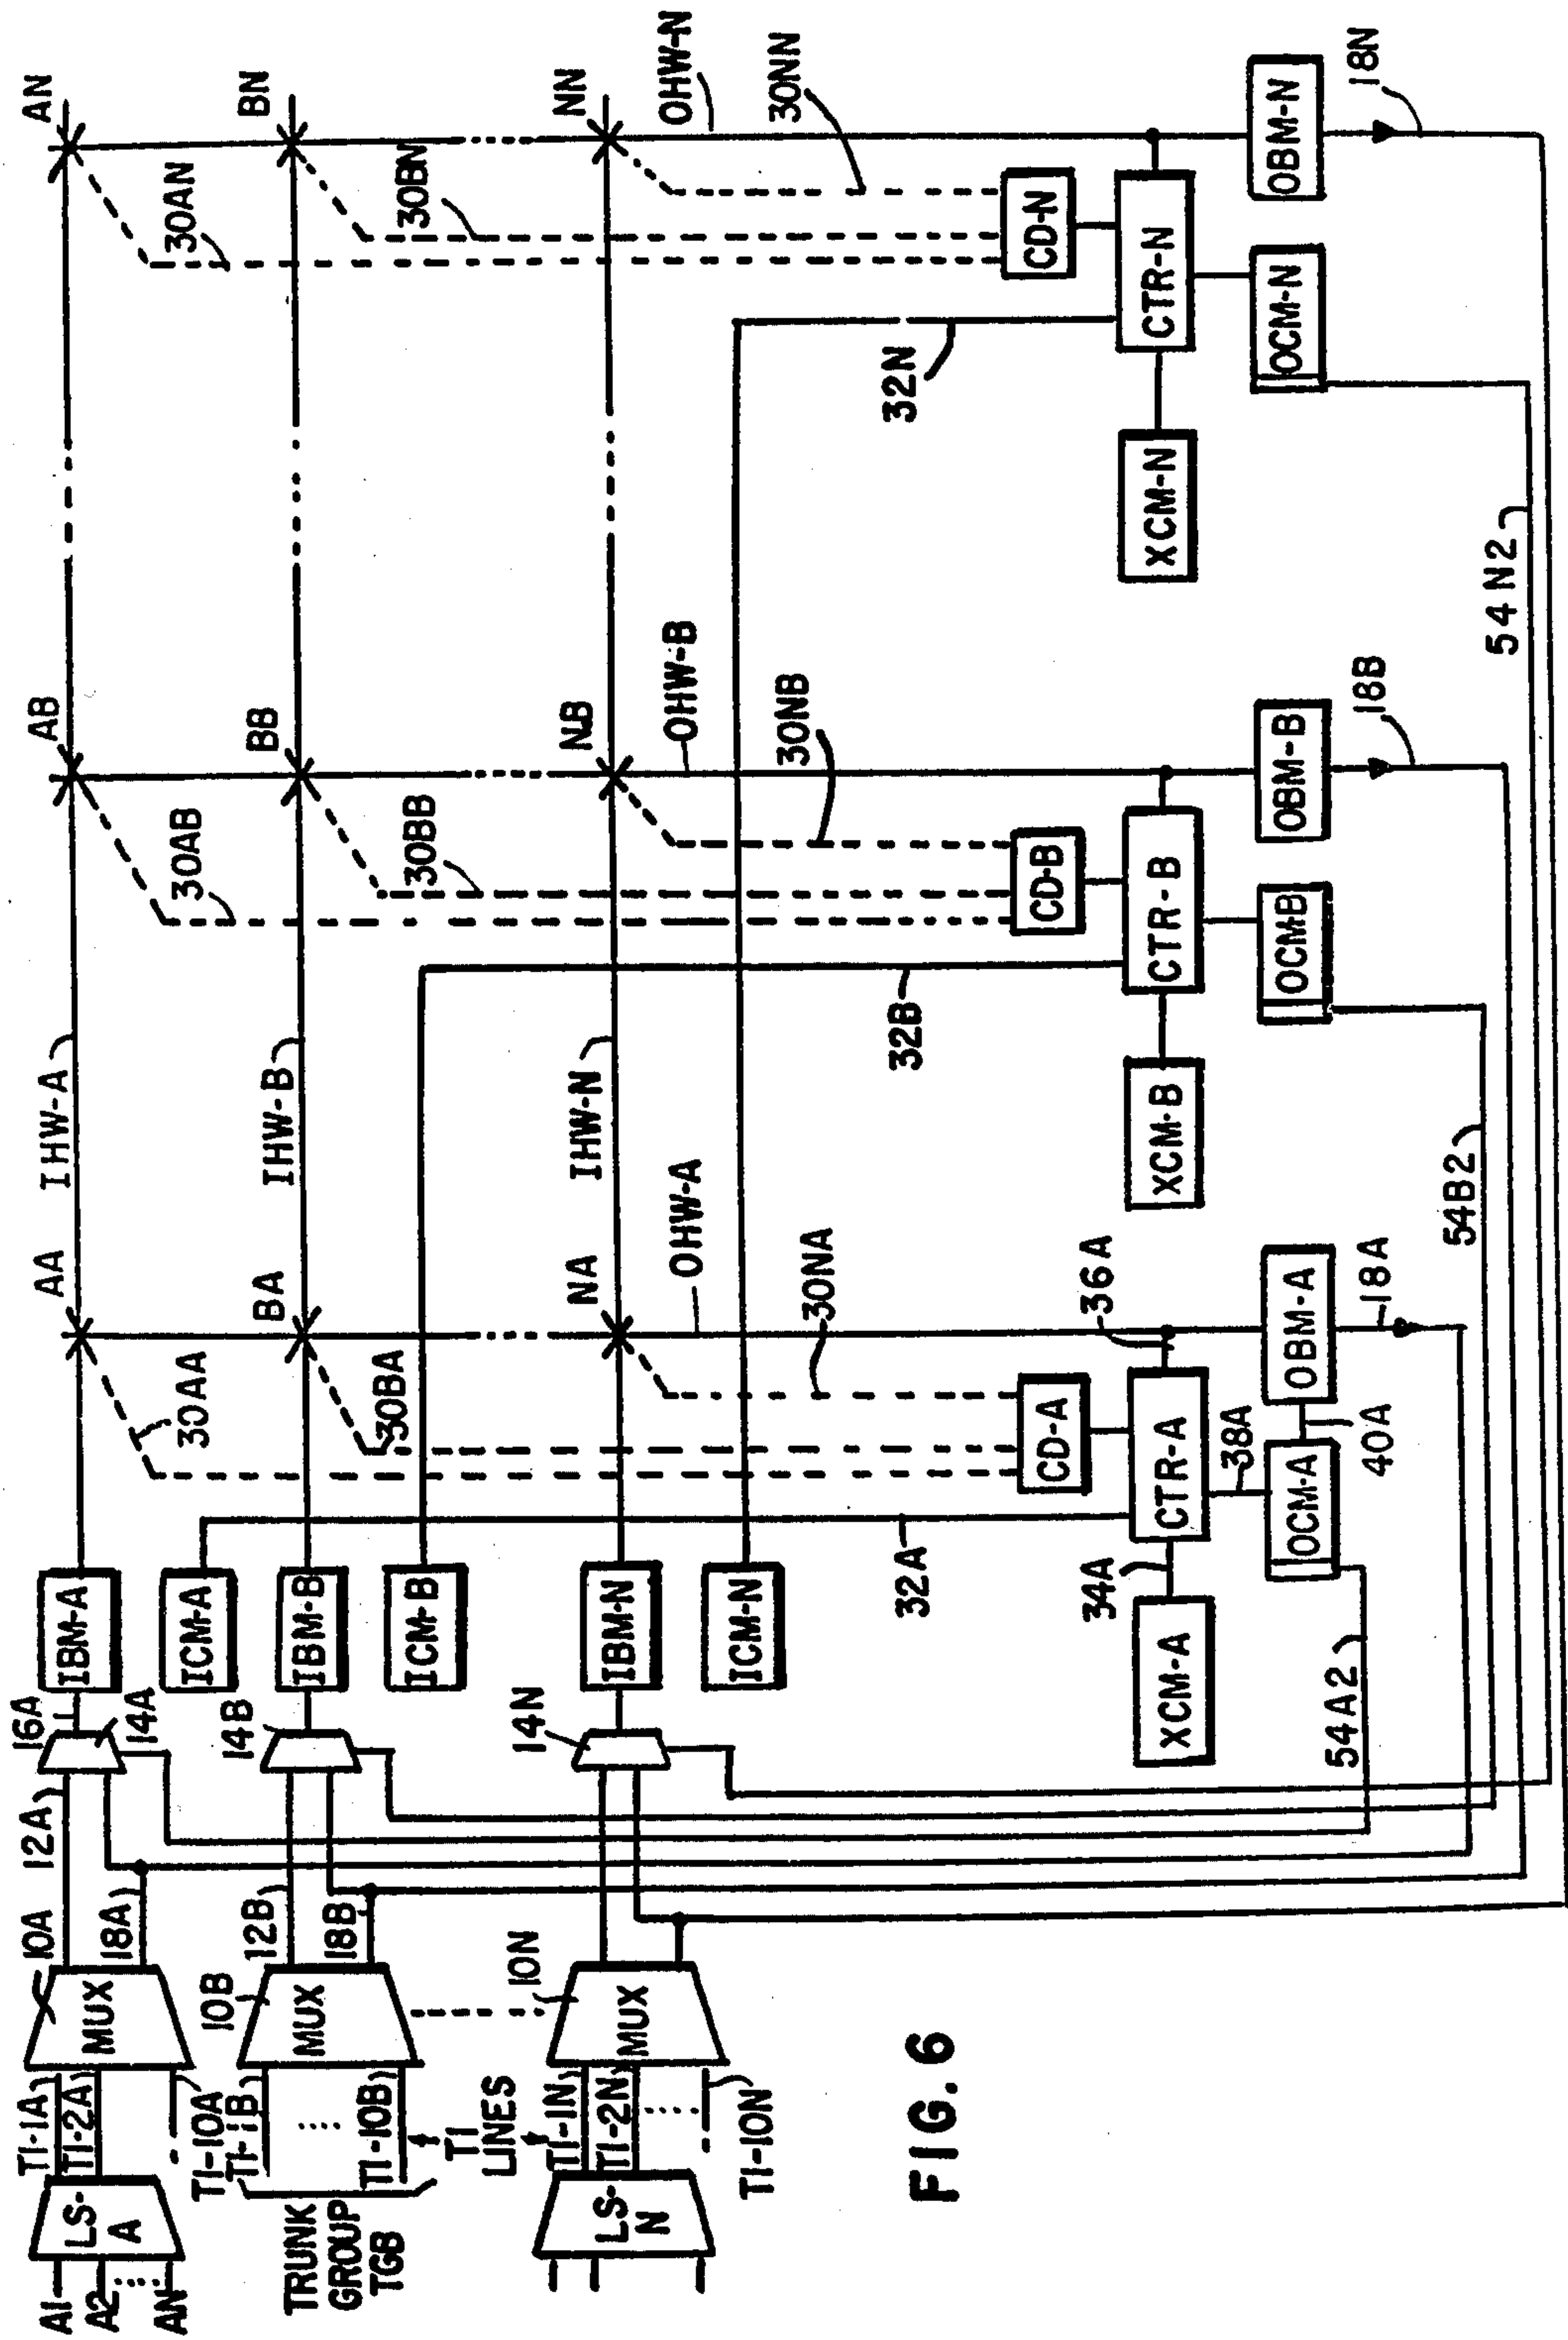 A1
A2
AN
LS-
A
T1-1A
T1-2A
T1-10A
MUX
10A
12A
18A
16A
14A
IBM-A
ICM-A
AA
IHW-A
AB
AN
30AA
30AB
30AN
TRUNK
GROUP
TGB
T1-1B
T1-10B
T1
LINES
MUX
10B
12B
18B
14B
IBM-B
ICM-B
BA
IHW-B
BB
BN
30BA
30BB
30BN
LS-
N
T1-1N
T1-2N
T1-10N
MUX
10N
14N
IBM-N
ICM-N
NA
IHW-N
NB
NN
OHW-A
OHW-B
OHW-N
30NA
30NB
30NN
32A
32B
32N
CD-A
CD-B
CD-N
34A
36A
XCM-A
CTR-A
XCM-B
CTR-B
XCM-N
CTR-N
38A
OCM-A
40A
OBM-A
OCM-B
OBM-B
OCM-N
OBM-N
54A2
18A
54B2
18B
54N2
18N
FIG. 6